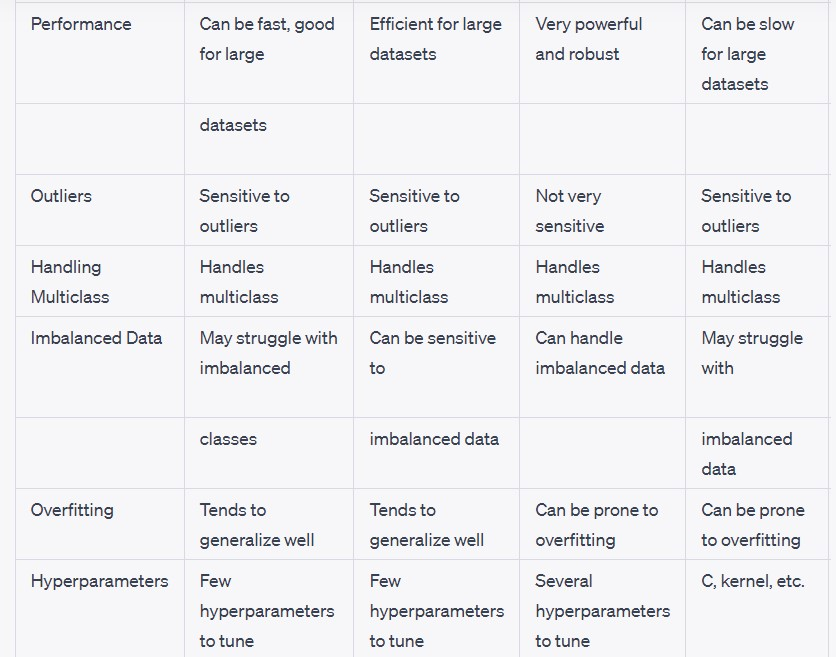 Performance
Can be fast, good
for large
Efficient for large
datasets
Very powerful
and robust
Can be slow
for large
datasets
datasets
Outliers
Sensitive to
outliers
Sensitive to
outliers
Not very
sensitive
Sensitive to
outliers
Handling
Multiclass
Handles
multiclass
Handles
multiclass
Handles
multiclass
Handles
multiclass
Imbalanced Data
May struggle with
imbalanced
Can be sensitive
to
Can handle
imbalanced data
May struggle
with
classes
imbalanced data
imbalanced
data
Overfitting
Tends to
generalize well
Tends to
generalize well
Can be prone to
overfitting
Can be prone
to overfitting
Hyperparameters
Few
hyperparameters
to tune
Few
hyperparameters
to tune
Several
hyperparameters
to tune
C, kernel, etc.